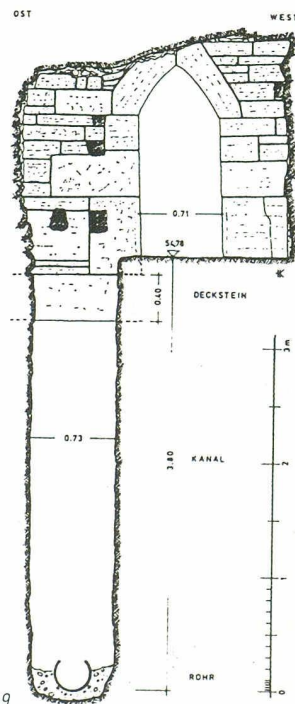 OST
WEST
0.71
54.78
DECKSTEIN
0.40
3 m
0.73
3.80
KANAL
2
1
ROHR
0
9